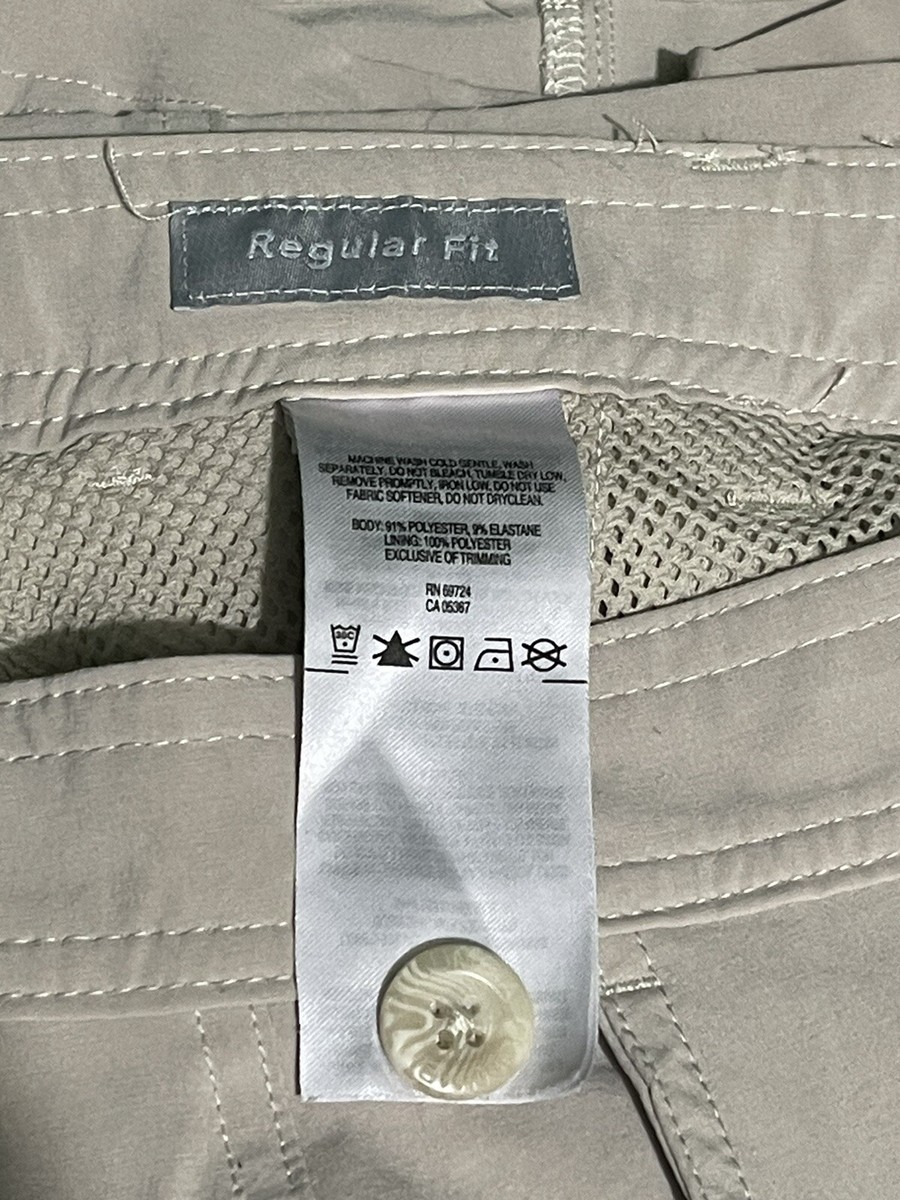 Regular Fit
MACHINE WASH COLD GENTLE, WASH
SEPARATELY. DO NOT BLEACH, TUMBLE DRY LOW,
REMOVE PROMPTLY, IRON LOW, DO NOT USE
FABRIC SOFTENER, DO NOT DRYCLEAN.
BODY: 91% POLYESTER, 9% ELASTANE
LINING: 100% POLYESTER
EXCLUSIVE OF TRIMMING
RN 69724
CA 05367
30C